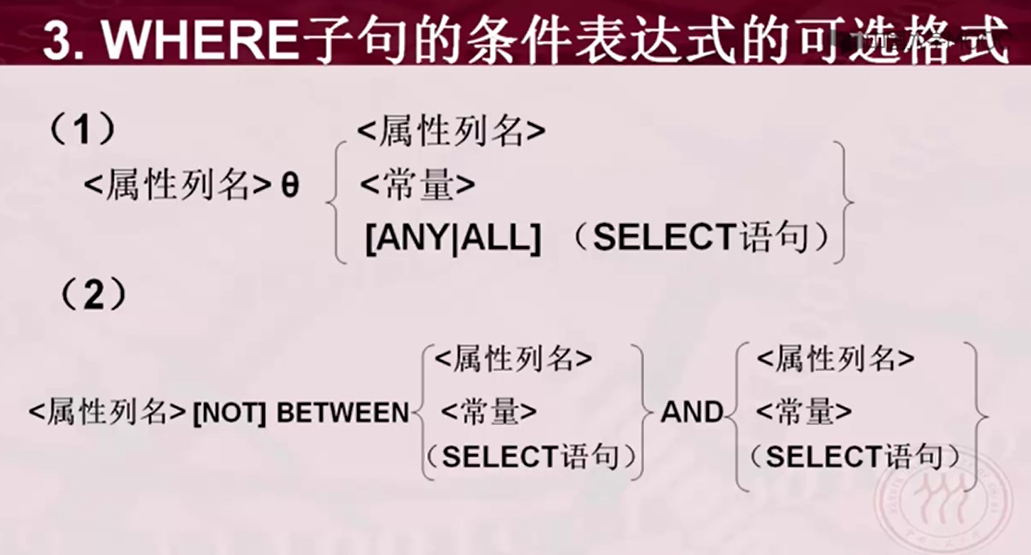 3. WHERE子句的条件表达式的可选格式
（1）
<属性列名>
<属性列名> θ <常量>
[ANY|ALL] （SELECT语句）
（2）
<属性列名> <属性列名>
<属性列名> [NOT] BETWEEN <常量> AND <常量>
（SELECT语句） （SELECT语句）